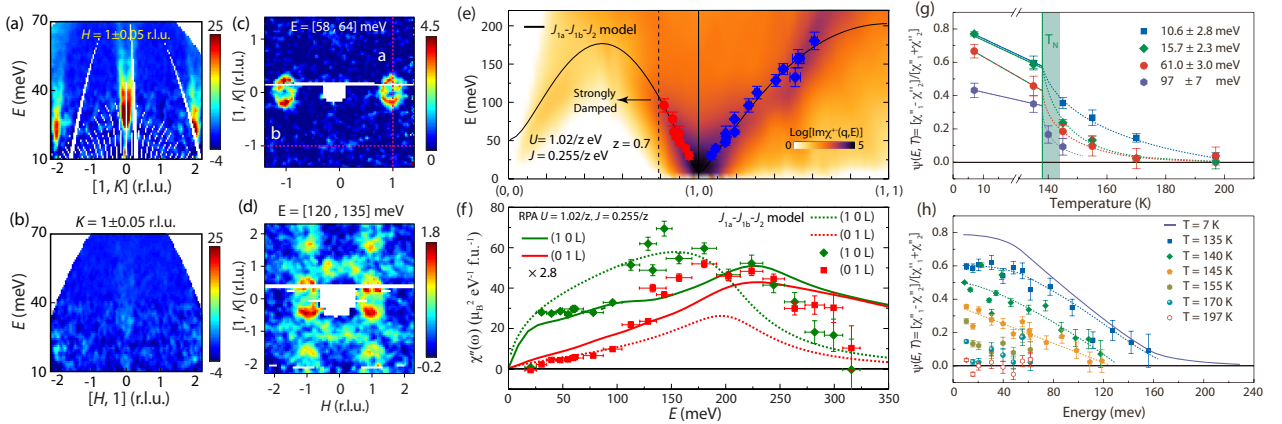 (a)
H = 1±0.05 r.l.u.
E (meV)
70
40
10
-2
-1
0
1
2
[1, K] (r.l.u.)
25
-4
(b)
K = 1±0.05 r.l.u.
E (meV)
70
40
10
-2
-1
0
1
2
[H, 1] (r.l.u.)
25
-4
(c)
E = [58, 64] meV
[1, K] (r.l.u.)
1
0
-1
a
b
-1
0
1
4.5
0
(d)
E = [120 , 135] meV
[1, K] (r.l.u.)
2
1
0
-1
-2
-2
-1
0
1
2
H (r.l.u.)
1.8
-0.2
(e)
E (meV)
200
150
100
50
0
J1a-J1b-J2 model
Strongly
Damped
U = 1.02/z eV
J = 0.255/z eV
z = 0.7
Log[Imχ+-(q,E)]
0
5
(0, 0)
(1, 0)
(1, 1)
(f)
χ''(ω) (μB² eV⁻¹ f.u.⁻¹)
80
60
40
20
0
RPA U = 1.02/z, J = 0.255/z
(1 0 L)
(0 1 L)
× 2.8
J1a-J1b-J2 model
(1 0 L)
(0 1 L)
(1 0 L)
(0 1 L)
0
50
100
150
200
250
300
350
E (meV)
(g)
ψ(E, T)= [χ''1-χ''2]/[χ''1+χ''2]
0.8
0.6
0.4
0.2
0.0
TN
10.6 ± 2.8 meV
15.7 ± 2.3 meV
61.0 ± 3.0 meV
97 ± 7 meV
10
140
160
180
200
Temperature (K)
(h)
ψ(E, T)= [χ''1-χ''2]/[χ''1+χ''2]
0.8
0.6
0.4
0.2
0.0
T = 7 K
T = 135 K
T = 140 K
T = 145 K
T = 155 K
T = 170 K
T = 197 K
0
40
80
120
160
200
240
Energy (mev)